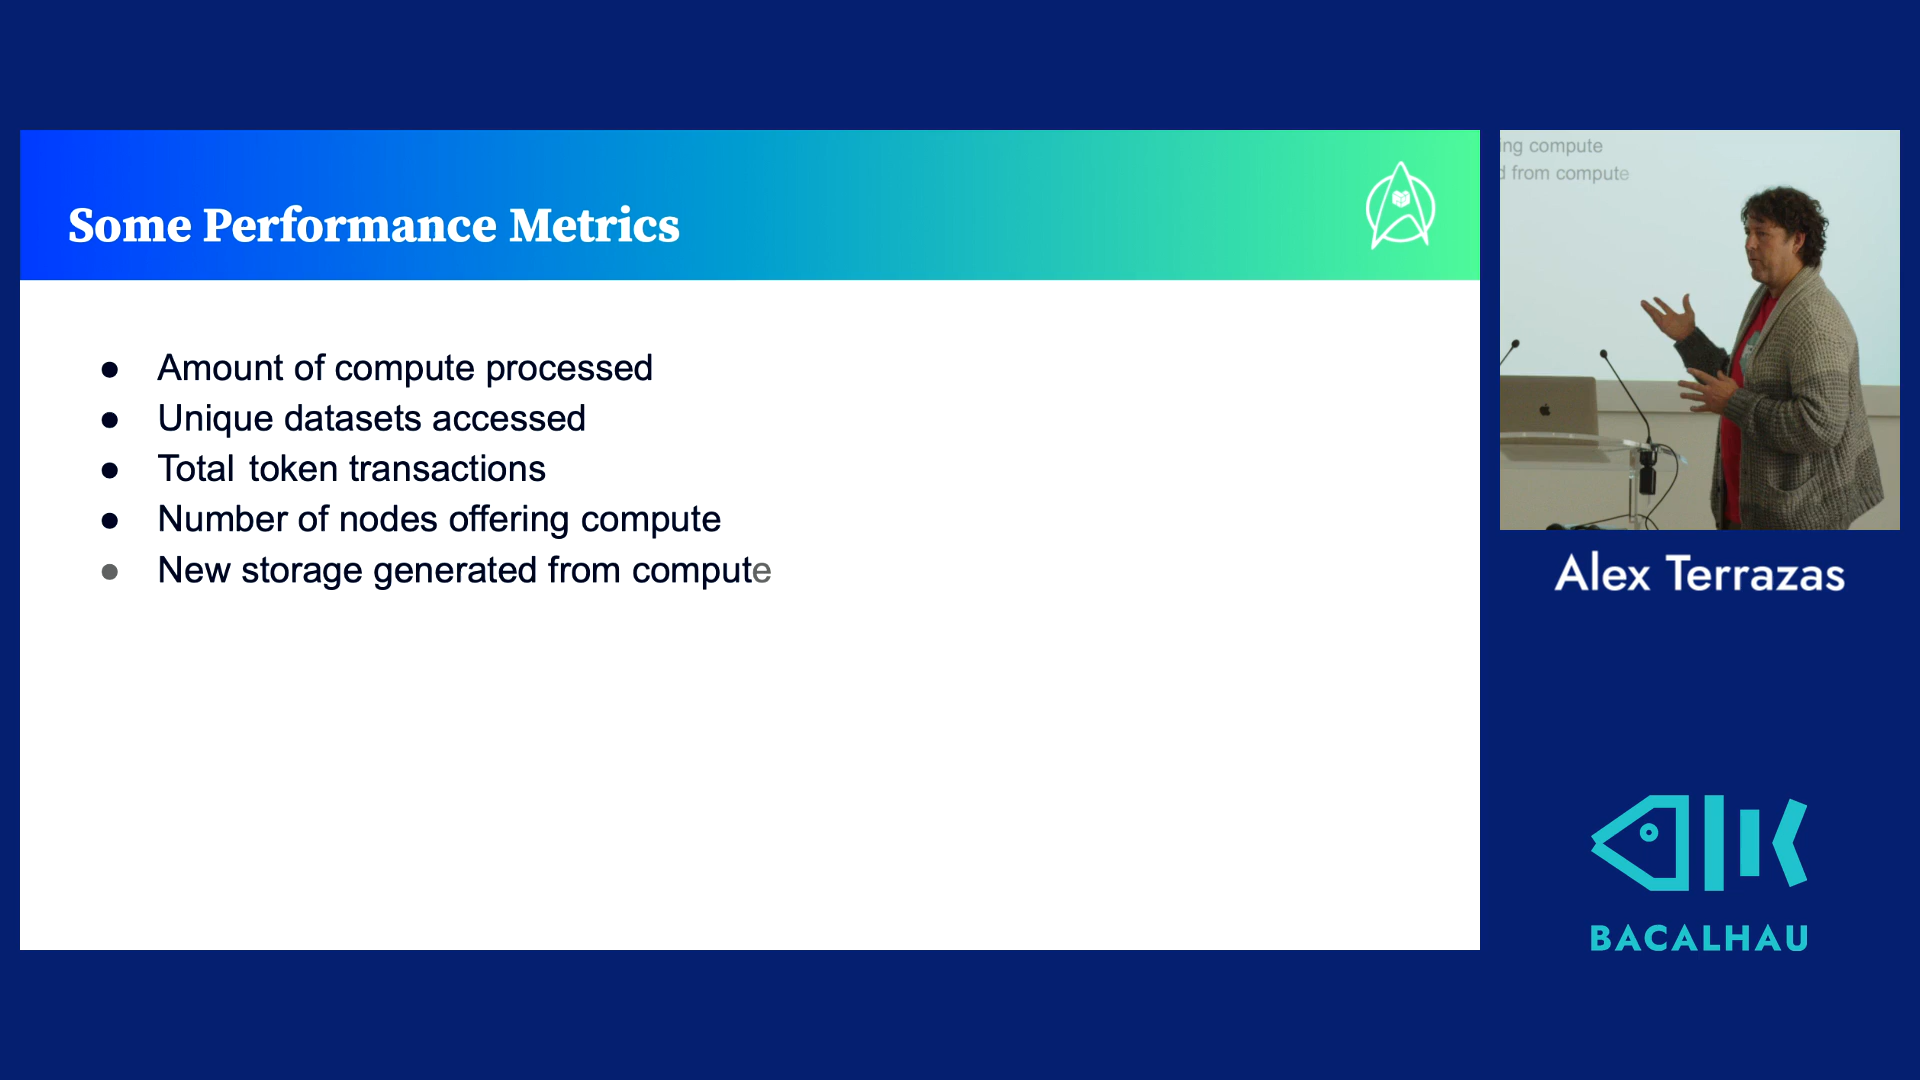 Some Performance Metrics
● Amount of compute processed
● Unique datasets accessed
● Total token transactions
● Number of nodes offering compute
● New storage generated from compute
ing compute
d from compute
Alex Terrazas
BACALHAU